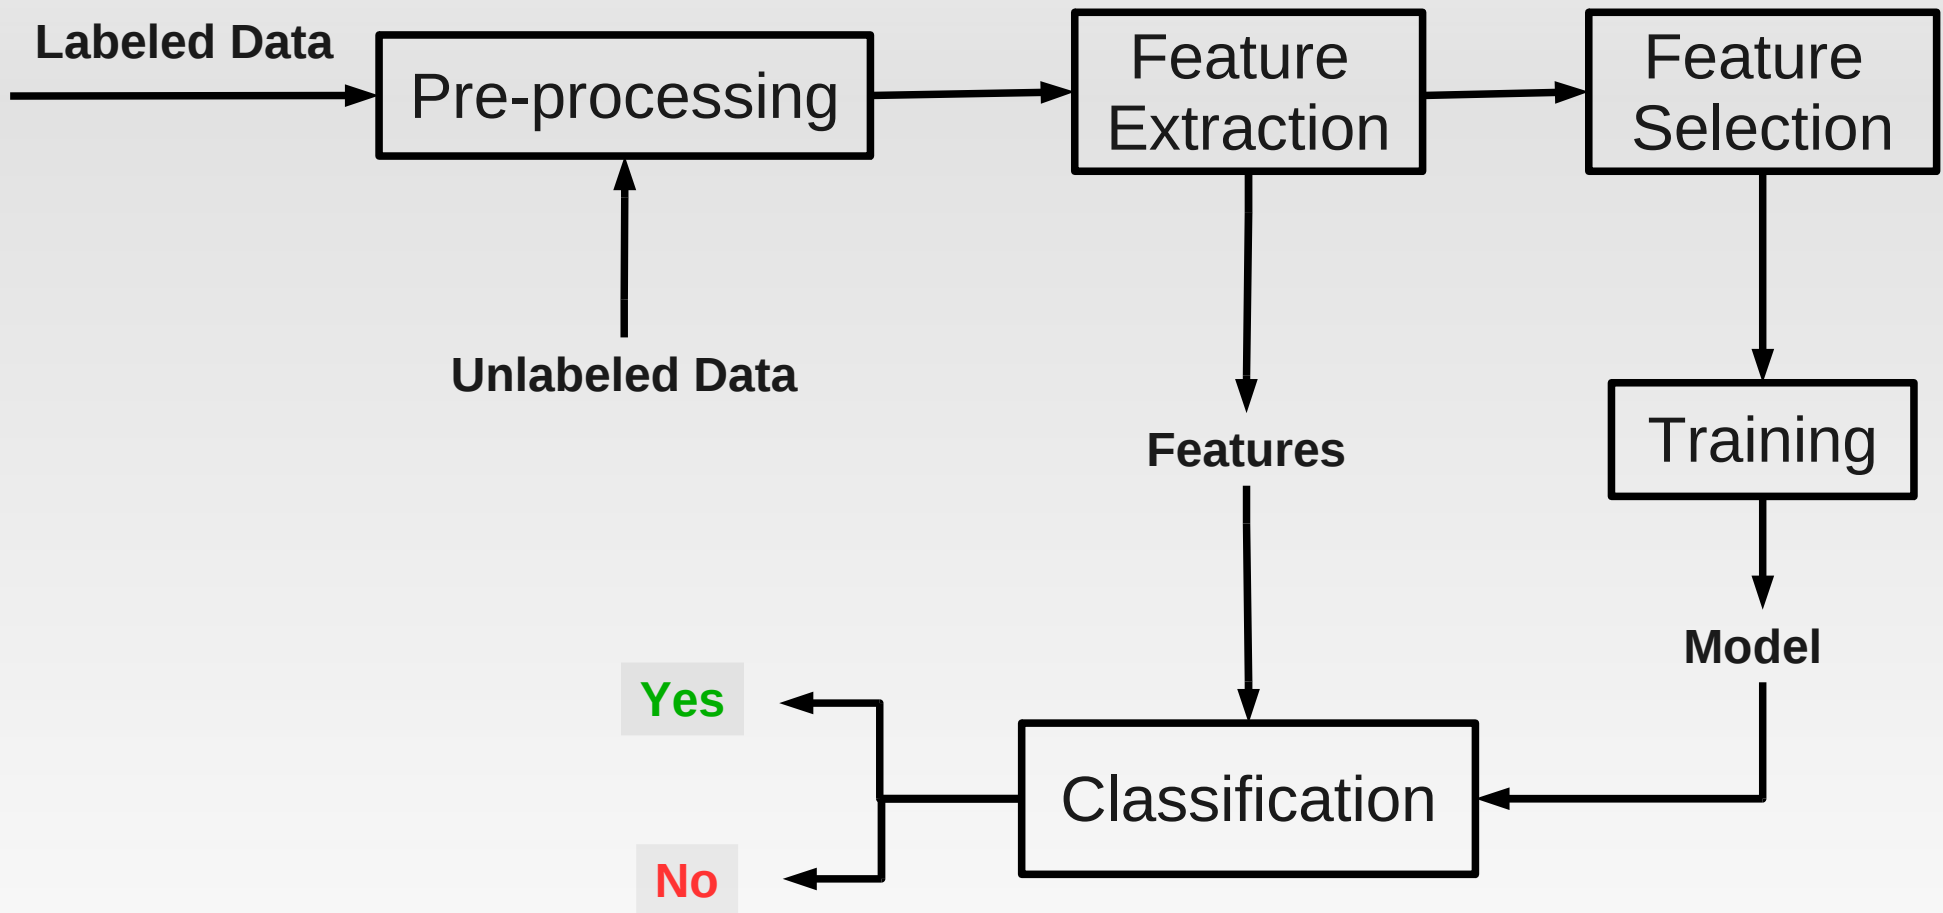 Labeled Data
Pre-processing
Feature
Extraction
Feature
Selection
Unlabeled Data
Features
Training
Model
Yes
Classification
No